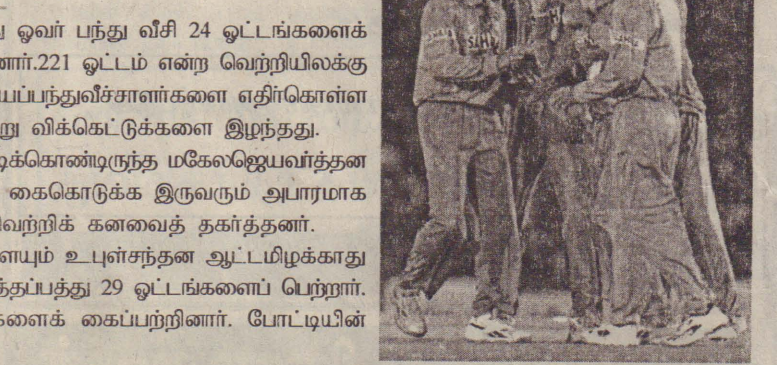 ஓவர் பந்து வீசி 24 ஓட்டங்களைக்
னார்.221 ஓட்டம் என்ற வெற்றியிலக்கு
யப்பந்துவீச்சாளர்களை எதிர்கொள்ள
று விக்கெட்டுக்களை இழந்தது.
டிக்கொண்டிருந்த மகேலஜெயவர்த்தன
கைகொடுக்க இருவரும் அபாரமாக
வெற்றிக் கனவைத் தகர்த்தனர்.
ளையும் உபுள்சந்தன ஆட்டமிழக்காது
த்தப்பத்து 29 ஓட்டங்களைப் பெற்றார்.
களைக் கைப்பற்றினார். போட்டியின்